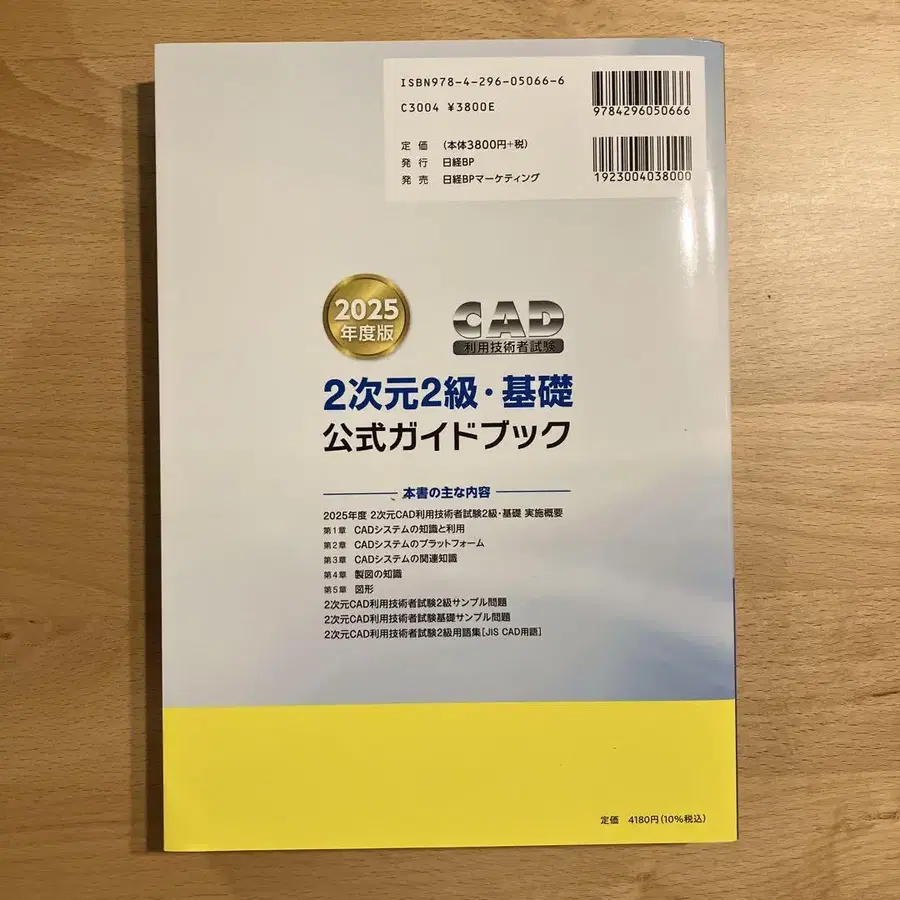 ISBN978-4-296-05066-6
C3004 ¥3800E
9784296050666
定 価 (本体3800円+税)
発 行 日経BP
発 売 日経BPマーケティング
1923004038000
2025
年度版
CAD
利用技術者試験
2次元2級・基礎
公式ガイドブック
本書の主な内容
2025年度 2次元CAD利用技術者試験2級・基礎 実施概要
第1章 CADシステムの知識と利用
第2章 CADシステムのプラットフォーム
第3章 CADシステムの関連知識
第4章 製図の知識
第5章 図形
2次元CAD利用技術者試験2級サンプル問題
2次元CAD利用技術者試験基礎サンプル問題
2次元CAD利用技術者試験2級用語集[JIS CAD用語]
定価 4180円(10%税込)